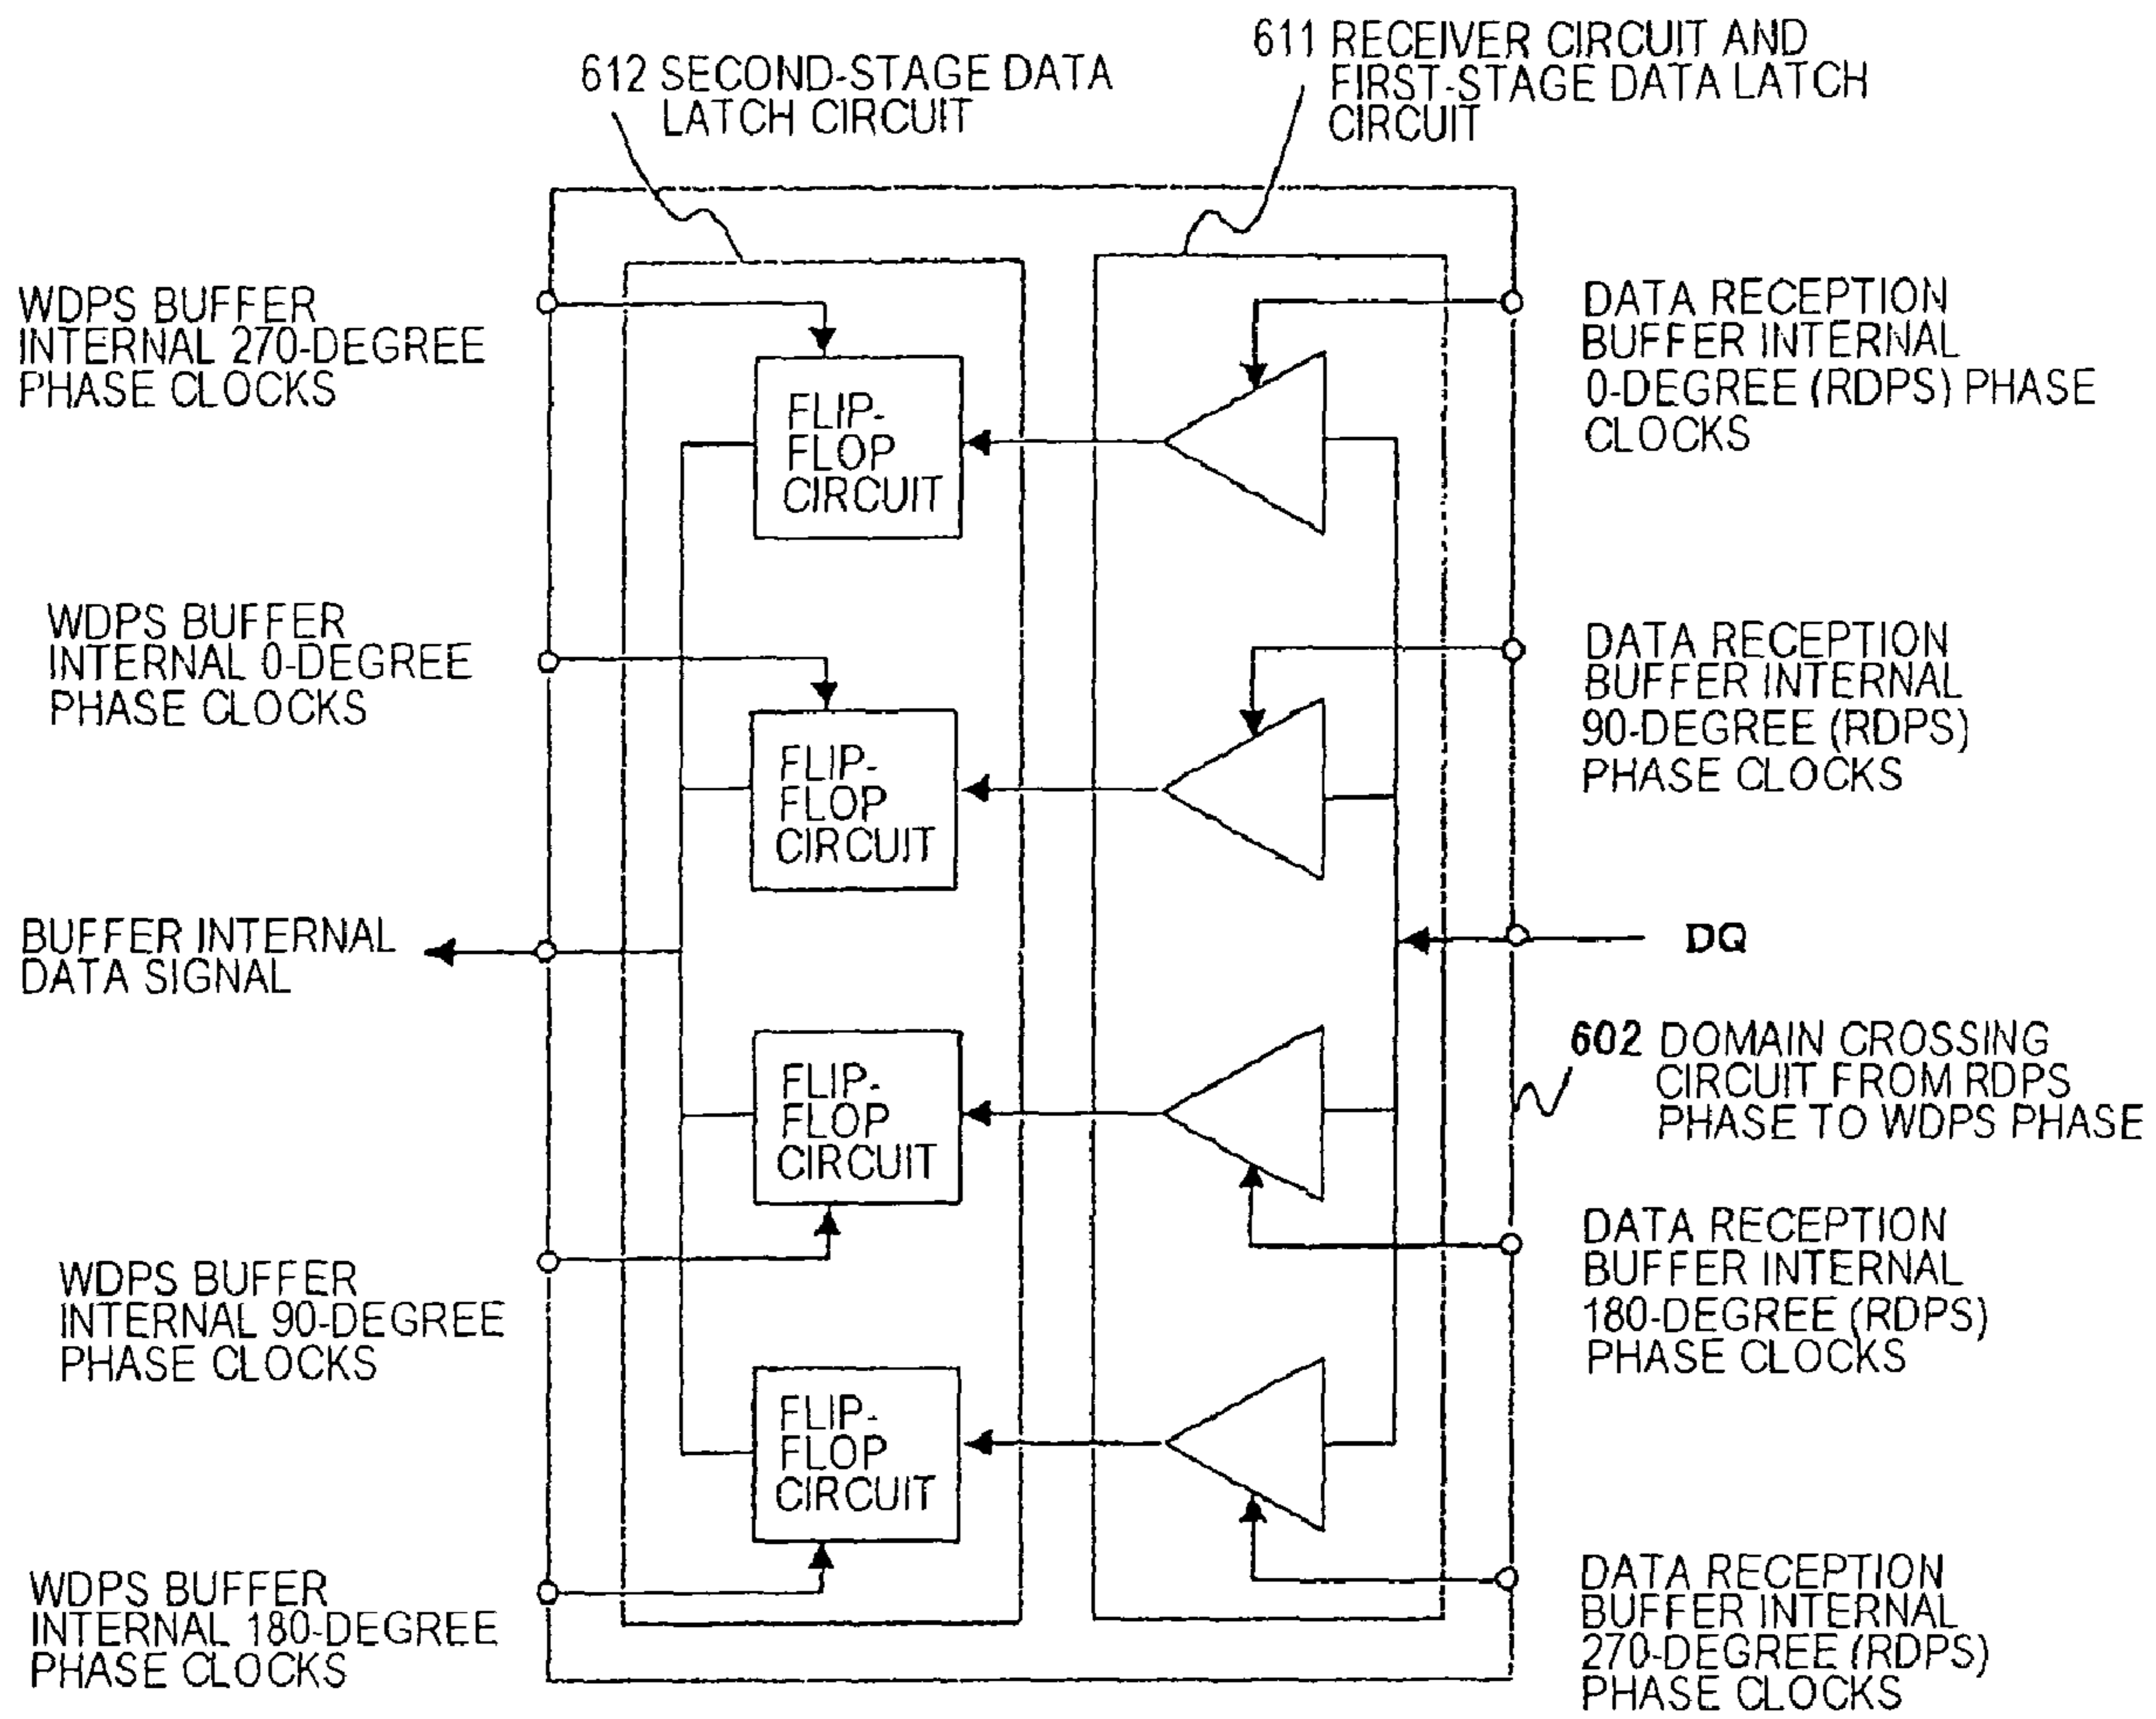 611 RECEIVER CIRCUIT AND
FIRST-STAGE DATA LATCH
CIRCUIT
612 SECOND-STAGE DATA
LATCH CIRCUIT
WDPS BUFFER
INTERNAL 270-DEGREE
PHASE CLOCKS
DATA RECEPTION
BUFFER INTERNAL
0-DEGREE (RDPS) PHASE
CLOCKS
FLIP-
FLOP
CIRCUIT
WDPS BUFFER
INTERNAL 0-DEGREE
PHASE CLOCKS
DATA RECEPTION
BUFFER INTERNAL
90-DEGREE (RDPS)
PHASE CLOCKS
FLIP-
FLOP
CIRCUIT
BUFFER INTERNAL
DATA SIGNAL
DQ
602 DOMAIN CROSSING
CIRCUIT FROM RDPS
PHASE TO WDPS PHASE
FLIP-
FLOP
CIRCUIT
WDPS BUFFER
INTERNAL 90-DEGREE
PHASE CLOCKS
DATA RECEPTION
BUFFER INTERNAL
180-DEGREE (RDPS)
PHASE CLOCKS
FLIP-
FLOP
CIRCUIT
WDPS BUFFER
INTERNAL 180-DEGREE
PHASE CLOCKS
DATA RECEPTION
BUFFER INTERNAL
270-DEGREE (RDPS)
PHASE CLOCKS